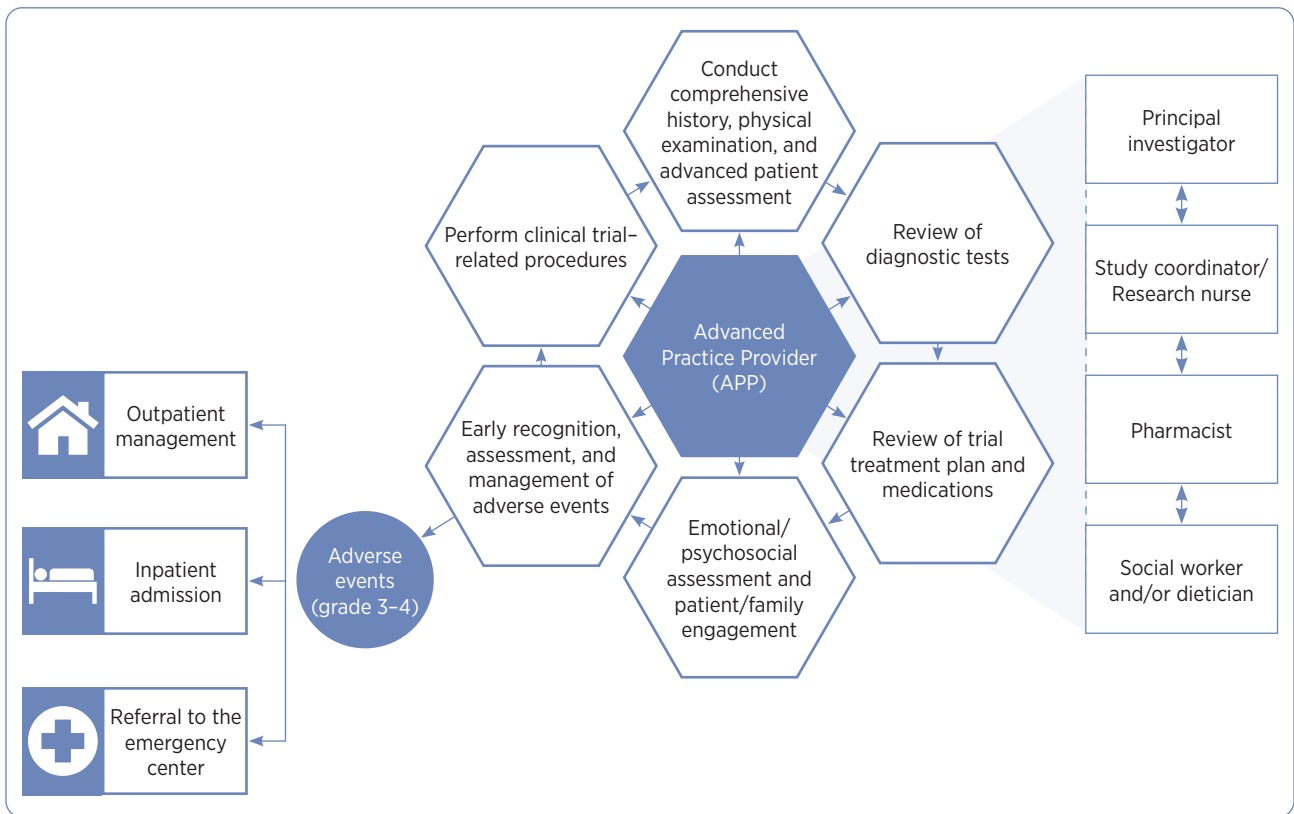 Conduct
comprehensive
history, physical
examination, and
advanced patient
assessment
Perform clinical trial–
related procedures
Review of
diagnostic tests
Advanced
Practice Provider
(APP)
Early recognition,
assessment, and
management of
adverse events
Review of trial
treatment plan and
medications
Emotional/
psychosocial
assessment and
patient/family
engagement
Adverse
events
(grade 3–4)
Outpatient
management
Inpatient
admission
Referral to the
emergency
center
Principal
investigator
Study coordinator/
Research nurse
Pharmacist
Social worker
and/or dietician